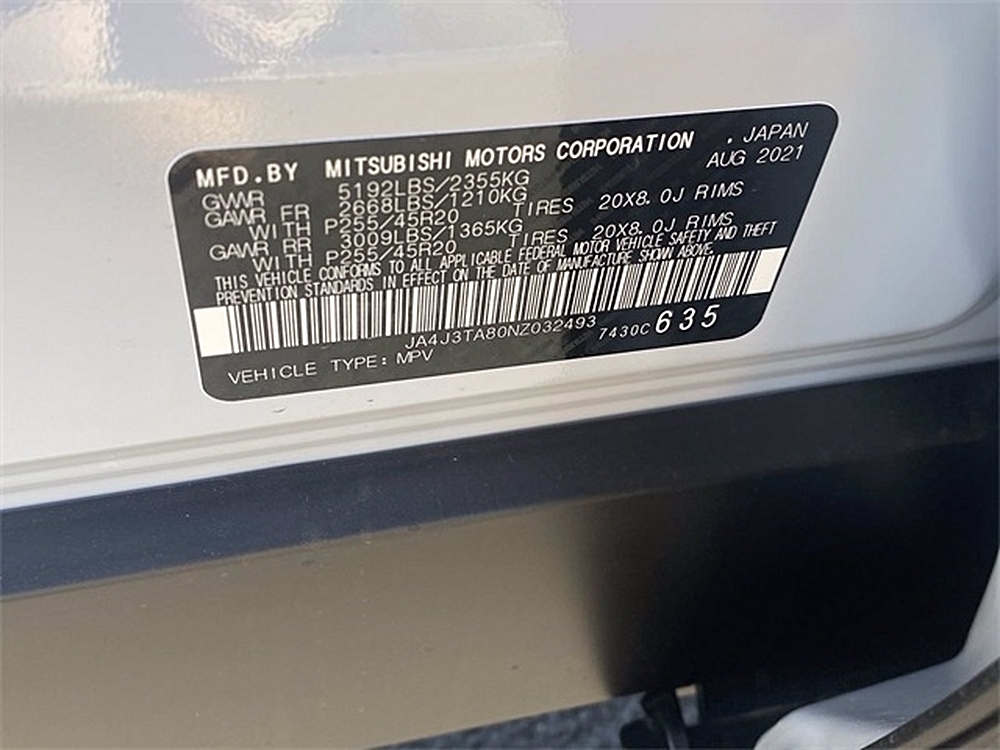 MFD.BY MITSUBISHI MOTORS CORPORATION , JAPAN
AUG 2021
GVWR 5192LBS/2355KG
GAWR FR 2668LBS/1210KG
WITH P255/45R20 TIRES 20X8.0J RIMS
GAWR RR 3009LBS/1365KG
WITH P255/45R20 TIRES 20X8.0J RIMS
THIS VEHICLE CONFORMS TO ALL APPLICABLE FEDERAL MOTOR VEHICLE SAFETY AND THEFT
PREVENTION STANDARDS IN EFFECT ON THE DATE OF MANUFACTURE SHOWN ABOVE.
JA4J3TA80NZ032493 7430C 635
VEHICLE TYPE: MPV